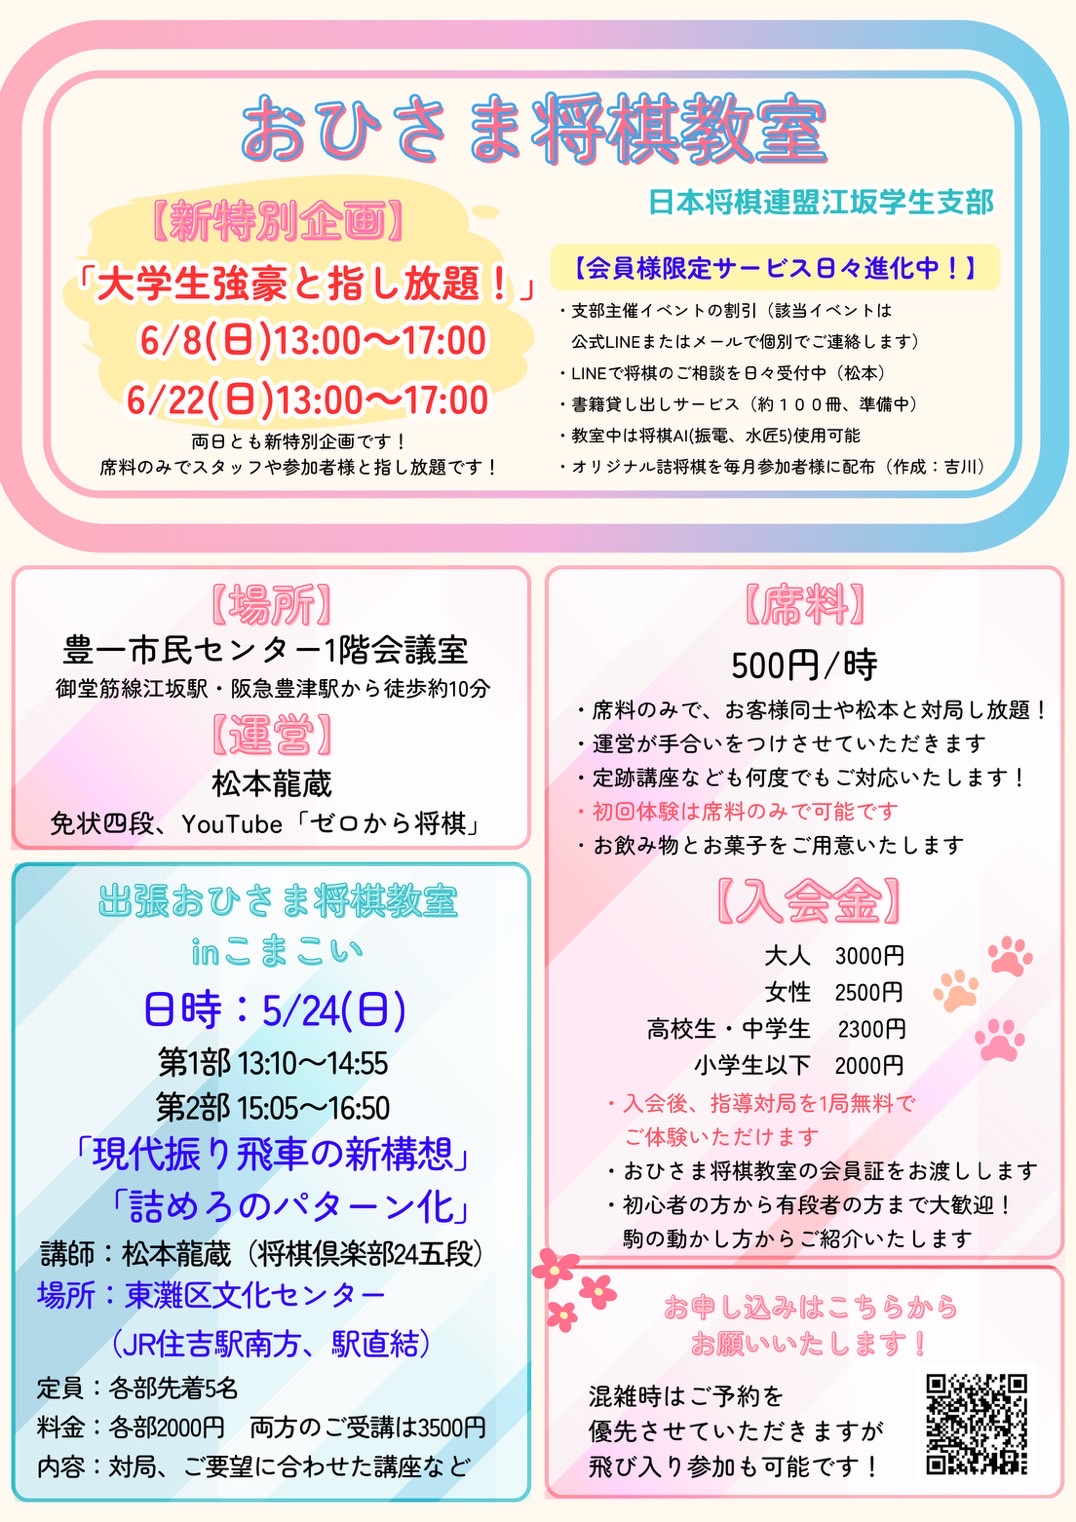 おひさま将棋教室
日本将棋連盟江坂学生支部
【新特別企画】
「大学生強豪と指し放題！」
6/8(日)13:00〜17:00
6/22(日)13:00〜17:00
両日とも新特別企画です！
席料のみでスタッフや参加者様と指し放題です！
【会員様限定サービス日々進化中！】
・支部主催イベントの割引（該当イベントは
公式LINEまたはメールで個別でご連絡します）
・LINEで将棋のご相談を日々受付中（松本）
・書籍貸し出しサービス（約１００冊、準備中）
・教室中は将棋AI(振電、水匠5)使用可能
・オリジナル詰将棋を毎月参加者様に配布（作成：吉川）
【場所】
豊一市民センター1階会議室
御堂筋線江坂駅・阪急豊津駅から徒歩約10分
【運営】
松本龍蔵
免状四段、YouTube「ゼロから将棋」
出張おひさま将棋教室
inこまこい
日時：5/24(日)
第1部 13:10〜14:55
第2部 15:05〜16:50
「現代振り飛車の新構想」
「詰めろのパターン化」
講師：松本龍蔵（将棋倶楽部24五段）
場所：東灘区文化センター
（JR住吉駅南方、駅直結）
定員：各部先着5名
料金：各部2000円　両方のご受講は3500円
内容：対局、ご要望に合わせた講座など
【席料】
500円/時
・席料のみで、お客様同士や松本と対局し放題！
・運営が手合いをつけさせていただきます
・定跡講座なども何度でもご対応いたします！
・初回体験は席料のみで可能です
・お飲み物とお菓子をご用意いたします
【入会金】
大人　3000円
女性　2500円
高校生・中学生　2300円
小学生以下　2000円
・入会後、指導対局を1局無料で
ご体験いただけます
・おひさま将棋教室の会員証をお渡しします
・初心者の方から有段者の方まで大歓迎！
駒の動かし方からご紹介いたします
お申し込みはこちらから
お願いいたします！
混雑時はご予約を
優先させていただきますが
飛び入り参加も可能です！